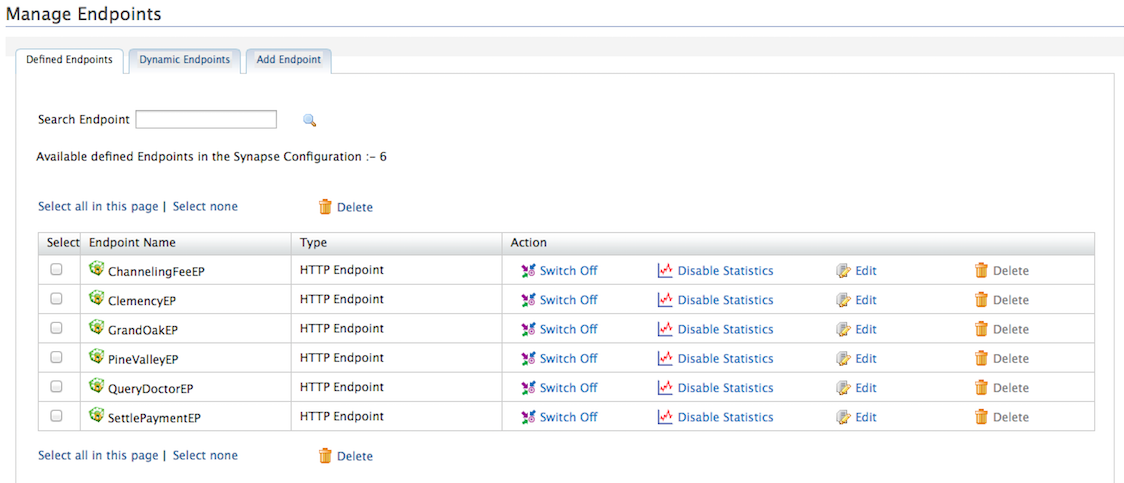 Manage Endpoints
Defined Endpoints Dynamic Endpoints Add Endpoint
Search Endpoint
Available defined Endpoints in the Synapse Configuration :- 6
Select all in this page | Select none Delete
Select Endpoint Name Type Action
ChannelingFeeEP HTTP Endpoint Switch Off Disable Statistics Edit Delete
ClemencyEP HTTP Endpoint Switch Off Disable Statistics Edit Delete
GrandOakEP HTTP Endpoint Switch Off Disable Statistics Edit Delete
PineValleyEP HTTP Endpoint Switch Off Disable Statistics Edit Delete
QueryDoctorEP HTTP Endpoint Switch Off Disable Statistics Edit Delete
SettlePaymentEP HTTP Endpoint Switch Off Disable Statistics Edit Delete
Select all in this page | Select none Delete